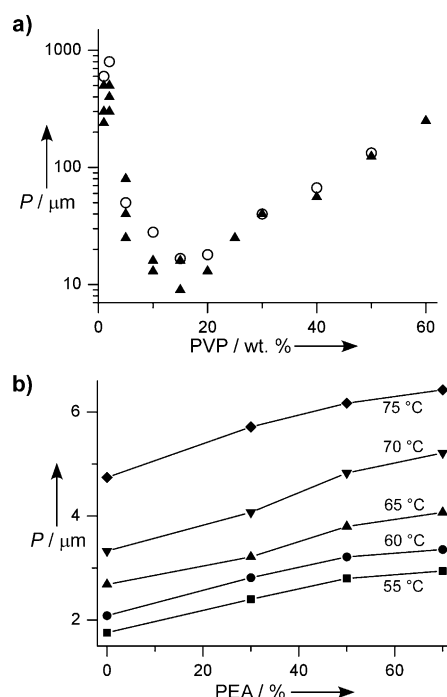 a)
1000
100
P / μm
10
0 20 40 60
PVP / wt. %
b)
6
75 °C
70 °C
4
65 °C
P / μm
60 °C
55 °C
2
0 20 40 60
PEA / %